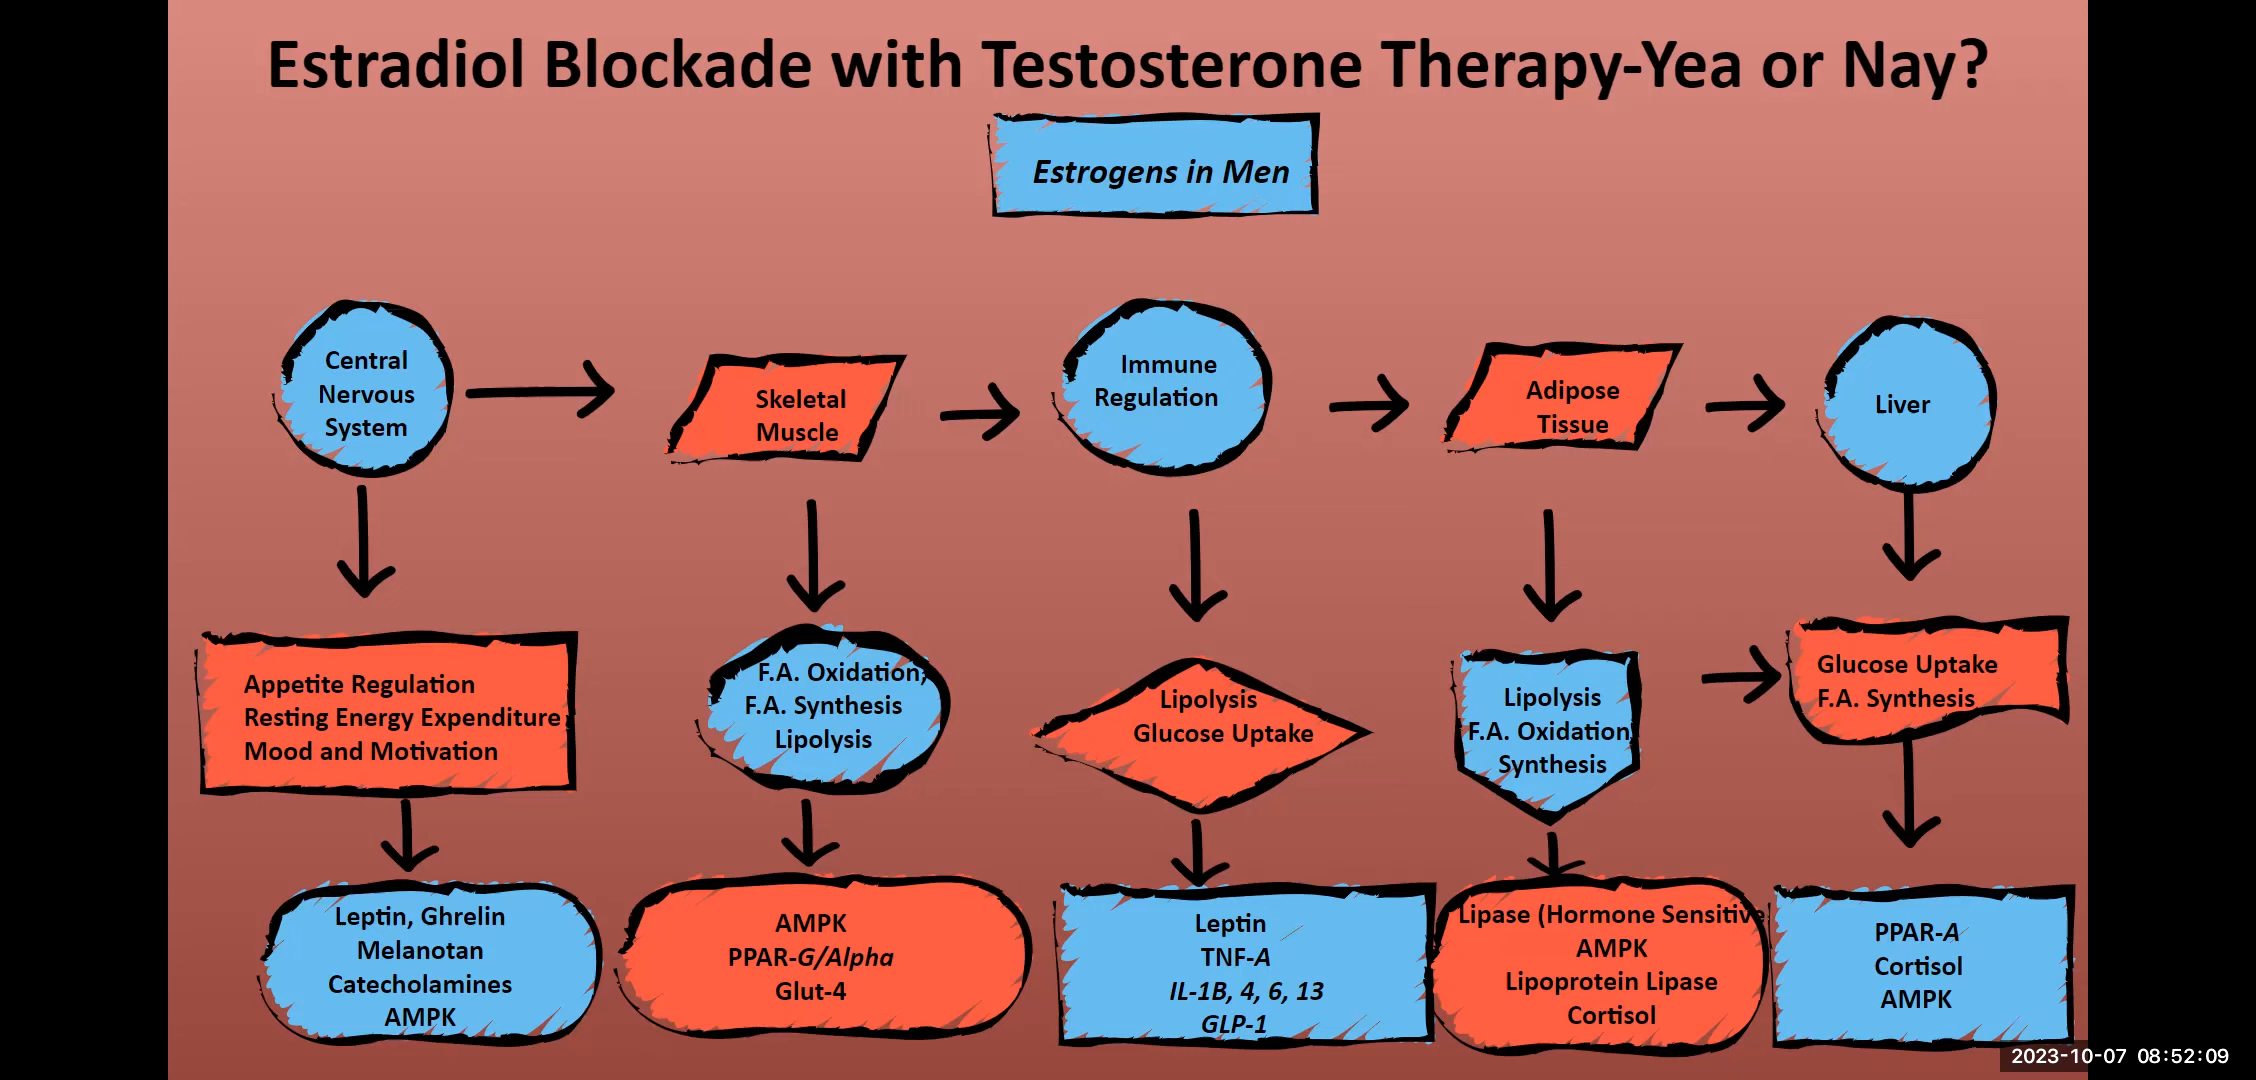 Estradiol Blockade with Testosterone Therapy-Yea or Nay?
Estrogens in Men
Central
Nervous
System
Skeletal
Muscle
Immune
Regulation
Adipose
Tissue
Liver
Appetite Regulation
Resting Energy Expenditure
Mood and Motivation
F.A. Oxidation,
F.A. Synthesis
Lipolysis
Lipolysis
Glucose Uptake
Lipolysis
F.A. Oxidation
Synthesis
Glucose Uptake
F.A. Synthesis
Leptin, Ghrelin
Melanotan
Catecholamines
AMPK
AMPK
PPAR-G/Alpha
Glut-4
Leptin
TNF-A
IL-1B, 4, 6, 13
GLP-1
Lipase (Hormone Sensitive
AMPK
Lipoprotein Lipase
Cortisol
PPAR-A
Cortisol
AMPK
2023-10-07 08:52:09